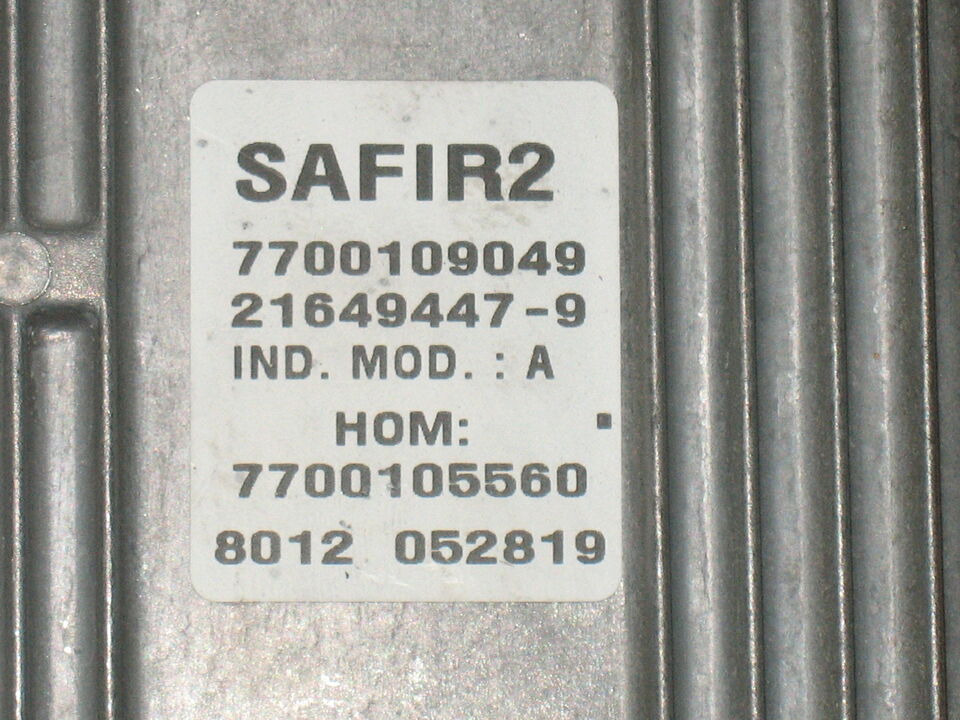 SAFIR2
7700109049
21649447-9
IND. MOD. : A
HOM:
7700105560
8012 052819